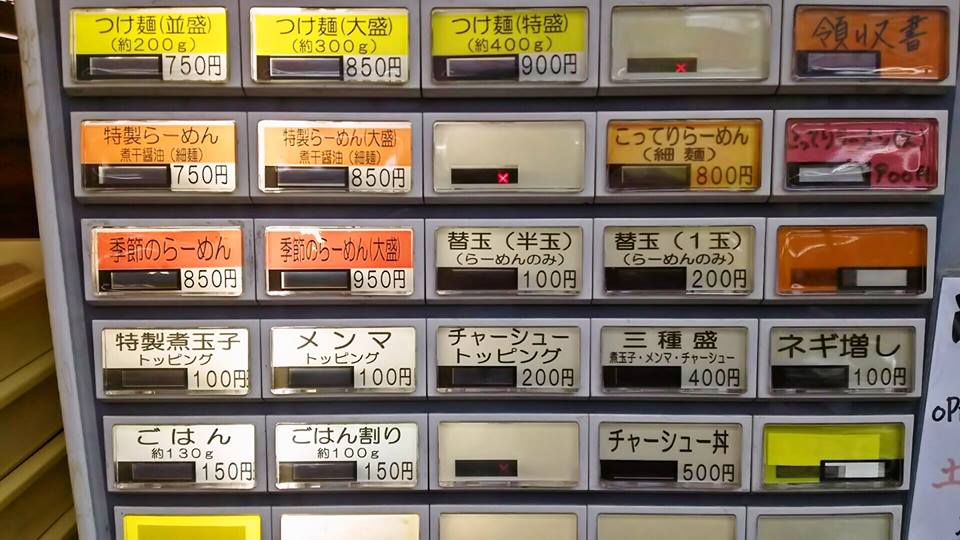 つけ麺(並盛)
(約200g)
750円
つけ麺(大盛)
(約300g)
850円
つけ麺(特盛)
(約400g)
900円
領収書
特製らーめん
煮干醤油(細麺)
750円
特製らーめん(大盛)
煮干醤油(細麺)
850円
こってりらーめん
(細麺)
800円
こってりらーめん
900円
季節のらーめん
850円
季節のらーめん(大盛)
950円
替玉(半玉)
(らーめんのみ)
100円
替玉(1玉)
(らーめんのみ)
200円
特製煮玉子
トッピング
100円
メンマ
トッピング
100円
チャーシュー
トッピング
200円
三種盛
煮玉子・メンマ・チャーシュー
400円
ネギ増し
100円
ごはん
約130g
150円
ごはん割り
約100g
150円
チャーシュー丼
500円